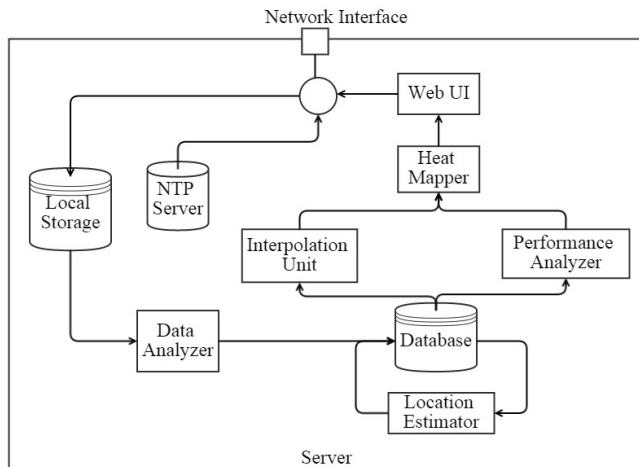 Network Interface
Web UI
Heat
Mapper
Local
Storage
NTP
Server
Interpolation
Unit
Performance
Analyzer
Data
Analyzer
Database
Location
Estimator
Server